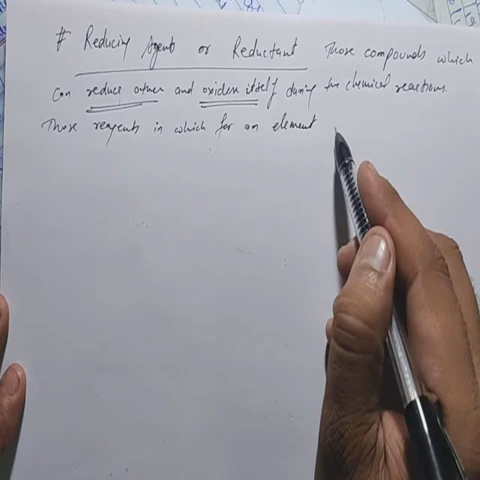 # Reducing Agents or Reductant Those compounds which
can reduce other and oxidise itself during the chemical reactions.
Those reagents in which for an element